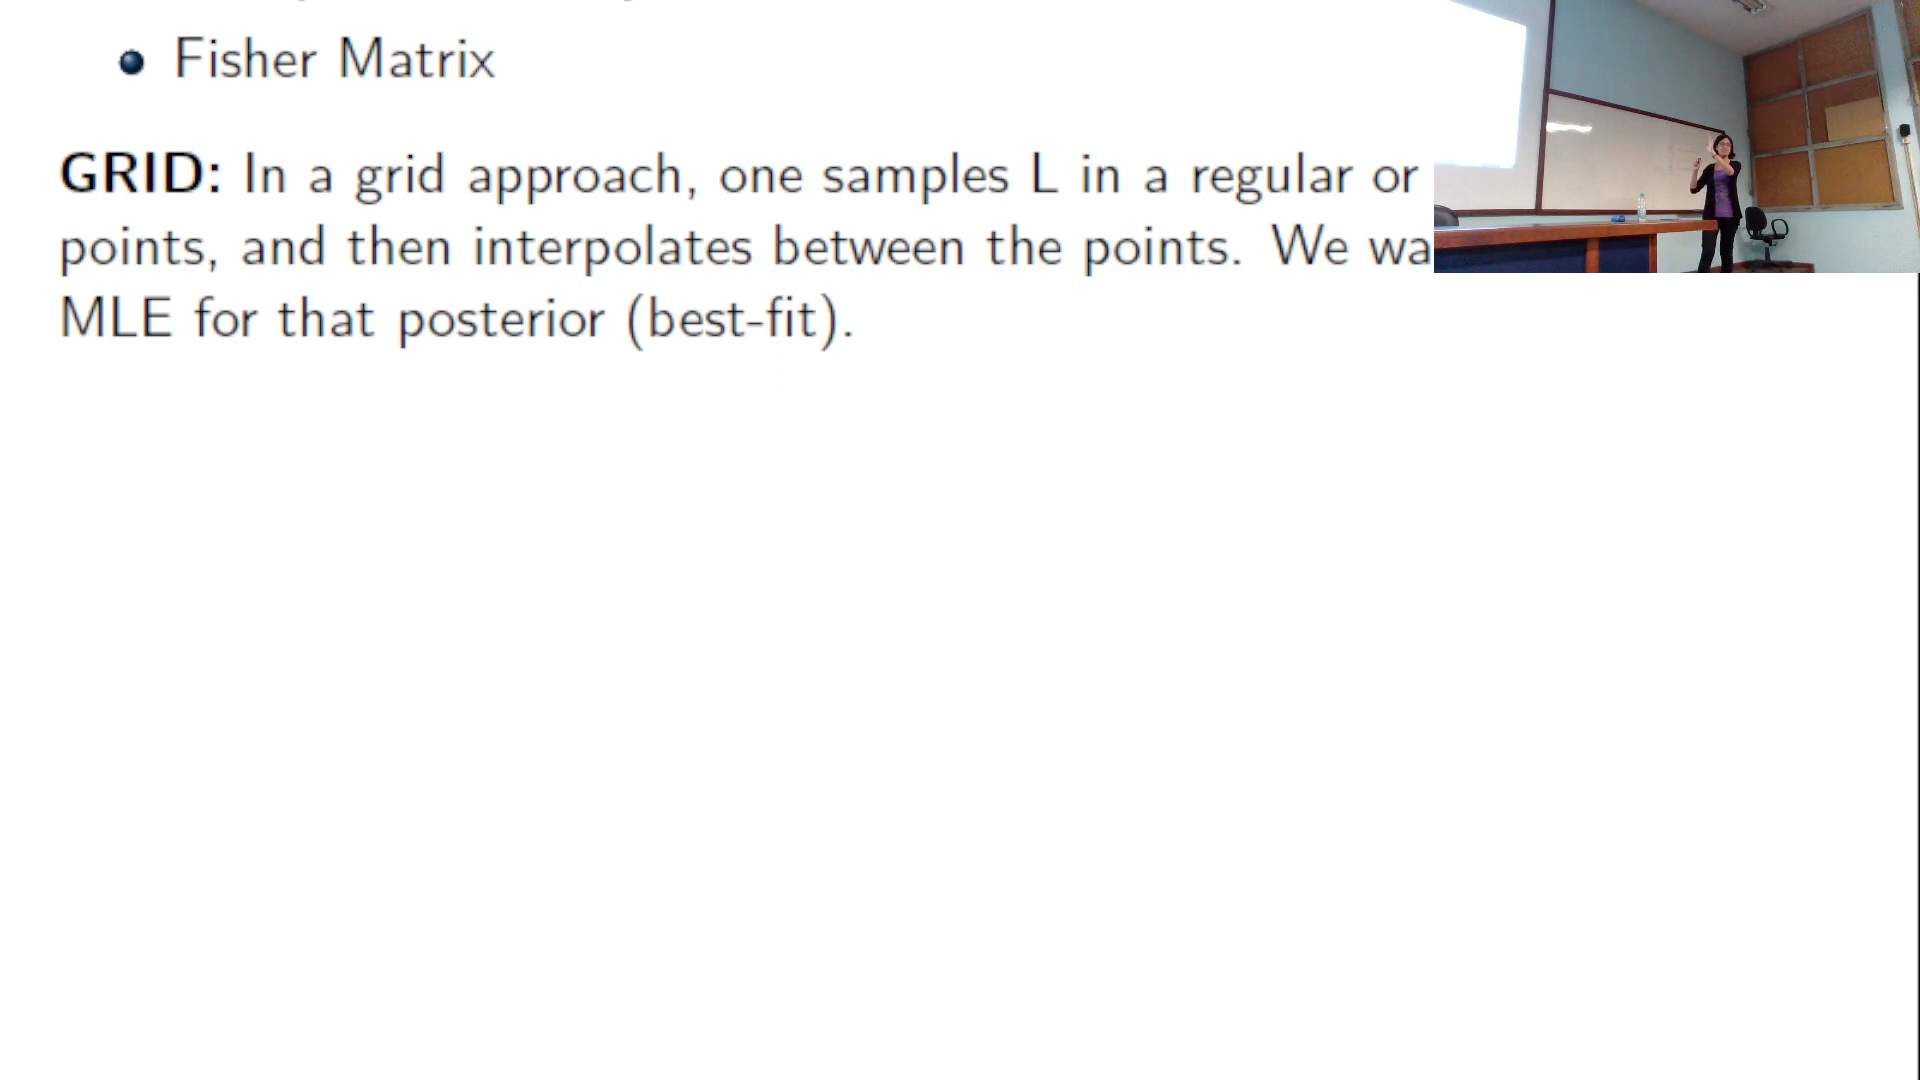 Fisher Matrix
GRID: In a grid approach, one samples L in a regular or
points, and then interpolates between the points. We wa
MLE for that posterior (best-fit).